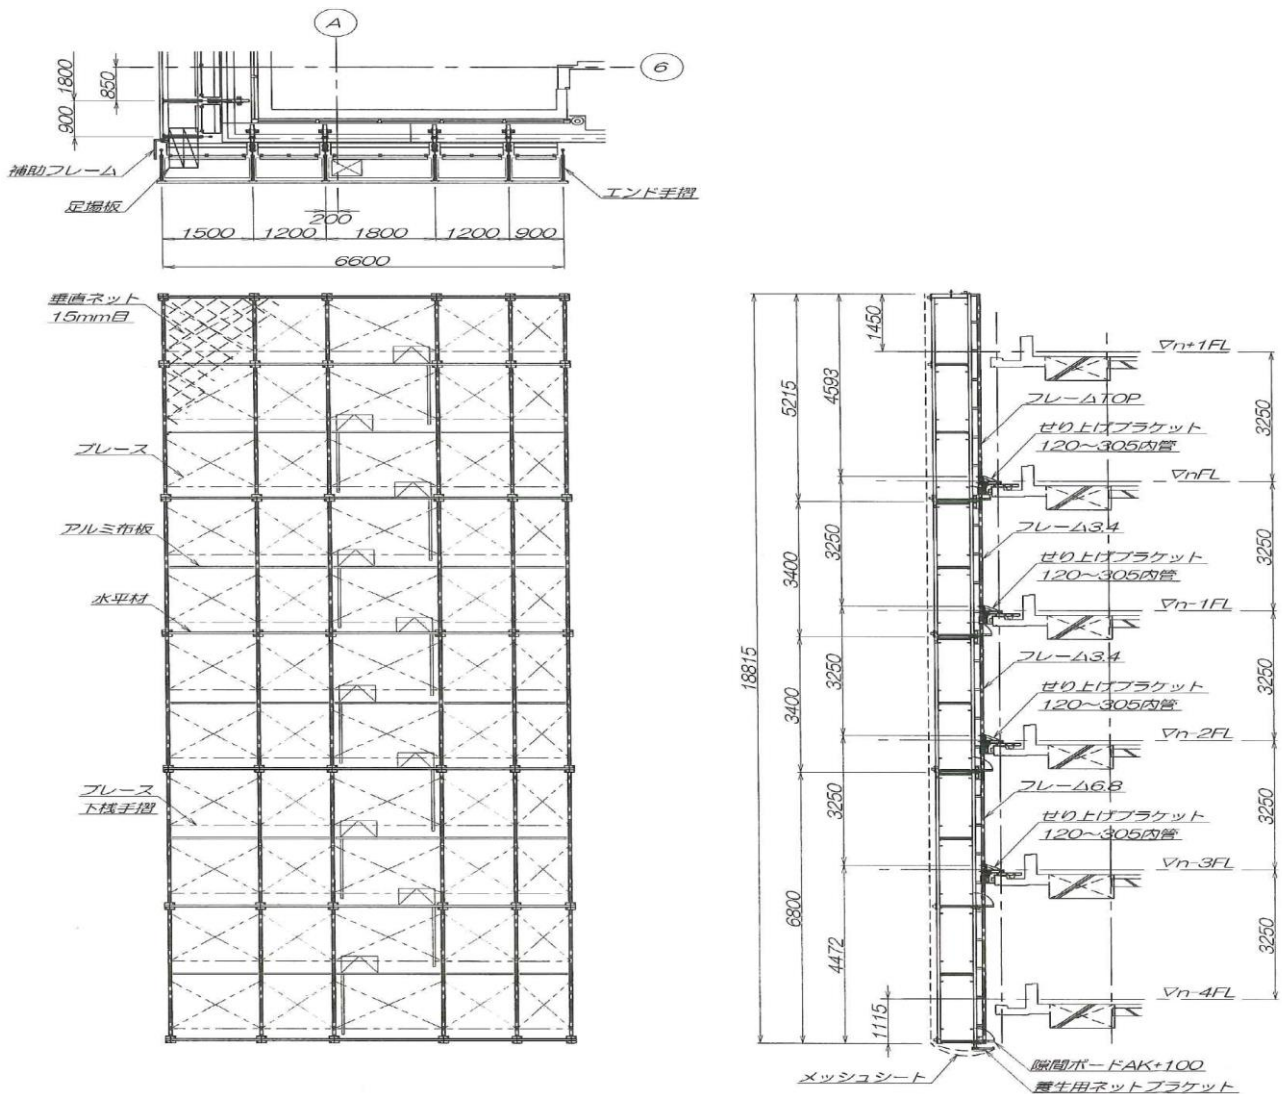 A
6
1800
850
900
補助フレーム
足場板
エンド手摺
200
1500
1200
1800
1200
900
6600
垂直ネット
15mm目
ブレース
アルミ布板
水平材
ブレース
下桟手摺
18815
5215
3400
3400
6800
4593
3250
3250
3250
4472
1450
1115
フレームTOP
せり上げブラケット
120～305内管
フレーム3.4
せり上げブラケット
120～305内管
フレーム3.4
せり上げブラケット
120～305内管
フレーム6.8
せり上げブラケット
120～305内管
▽n+1FL
▽nFL
▽n-1FL
▽n-2FL
▽n-3FL
▽n-4FL
3250
3250
3250
3250
3250
メッシュシート
隙間ボードAK+100
養生用ネットブラケット